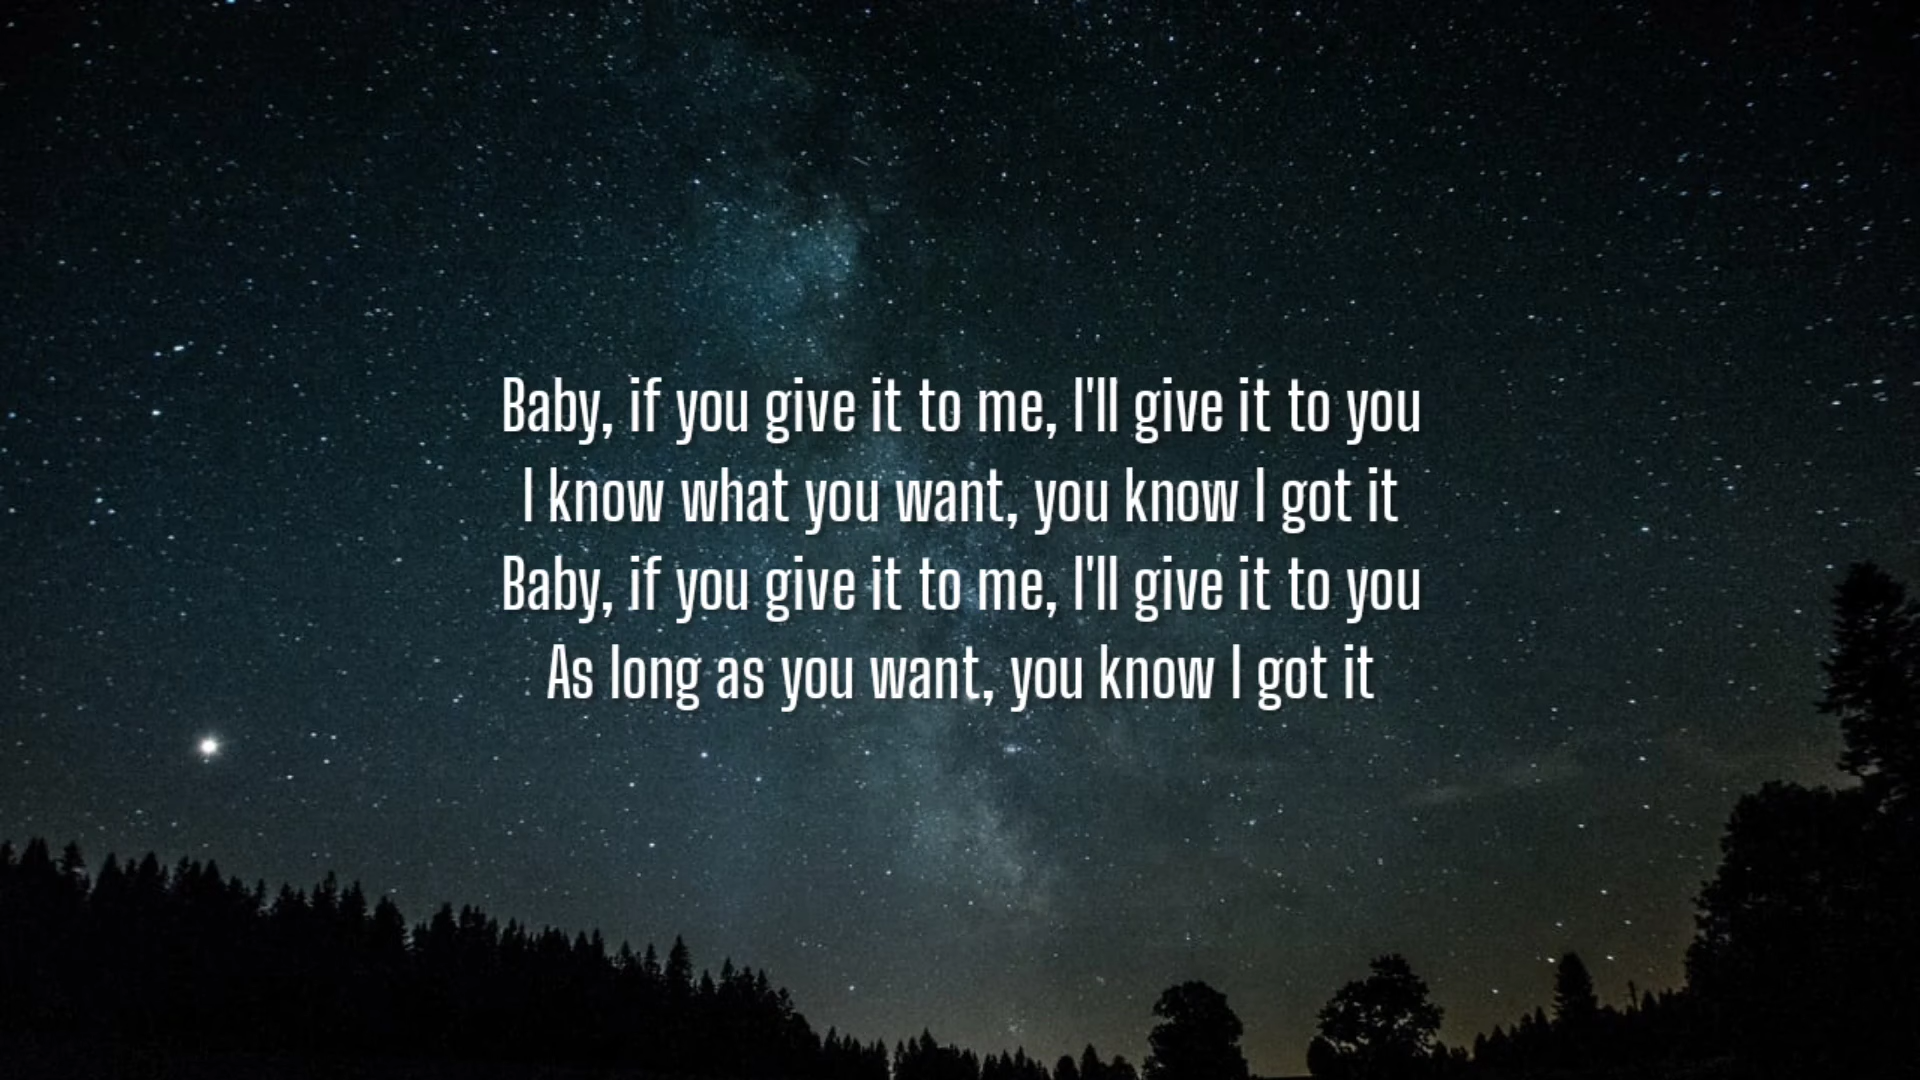 Baby, if you give it to me, I'll give it to you
I know what you want, you know I got it
Baby, if you give it to me, I'll give it to you
As long as you want, you know I got it